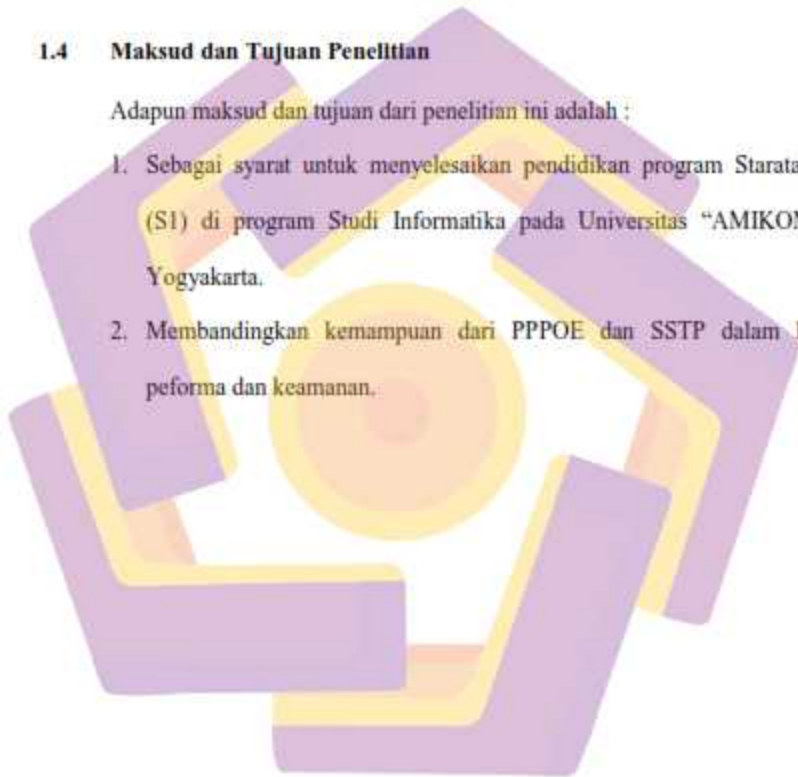 1.4 Maksud dan Tujuan Penelitian
Adapun maksud dan tujuan dari penelitian ini adalah :
1. Sebagai syarat untuk menyelesaikan pendidikan program Starata
(S1) di program Studi Informatika pada Universitas “AMIKOM
Yogyakarta.
2. Membandingkan kemampuan dari PPPOE dan SSTP dalam
peforma dan keamanan.